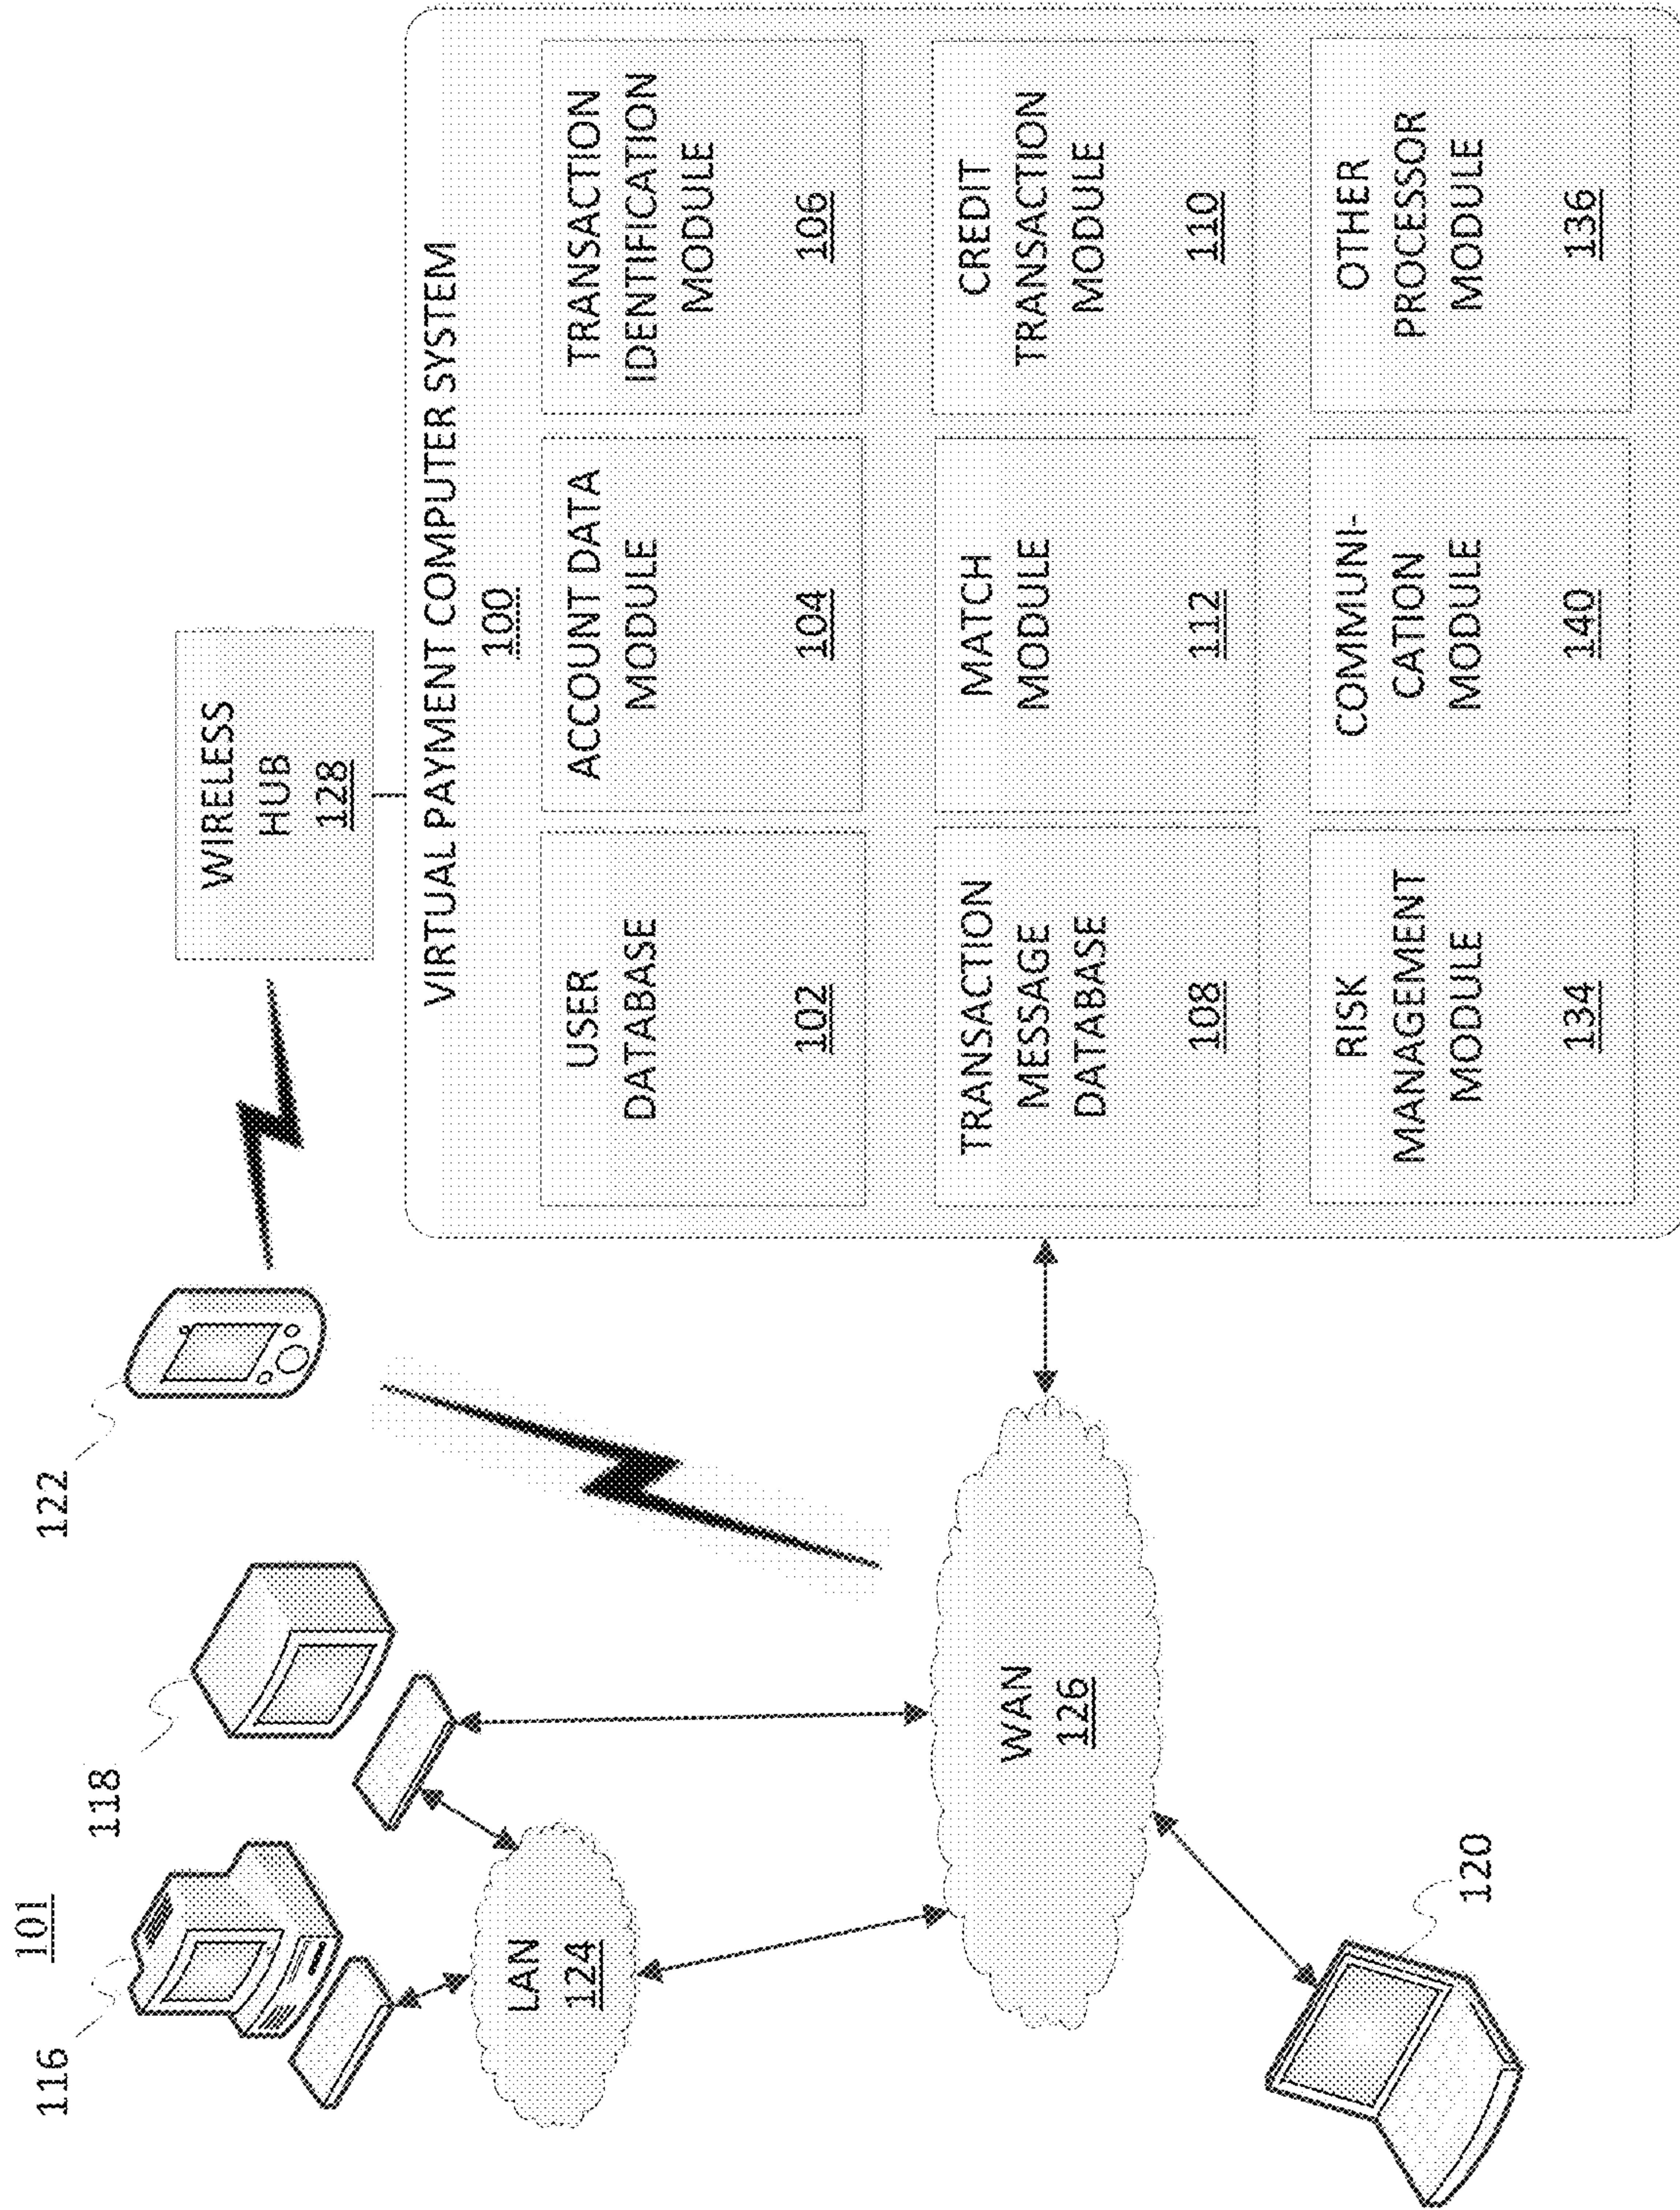 101
116
118
122
WIRELESS
HUB
128
LAN
124
WAN
126
120
VIRTUAL PAYMENT COMPUTER SYSTEM
100
USER
DATABASE
102
ACCOUNT DATA
MODULE
104
TRANSACTION
IDENTIFICATION
MODULE
106
TRANSACTION
MESSAGE
DATABASE
108
MATCH
MODULE
112
CREDIT
TRANSACTION
MODULE
110
RISK
MANAGEMENT
MODULE
134
COMMUNI-
CATION
MODULE
140
OTHER
PROCESSOR
MODULE
136